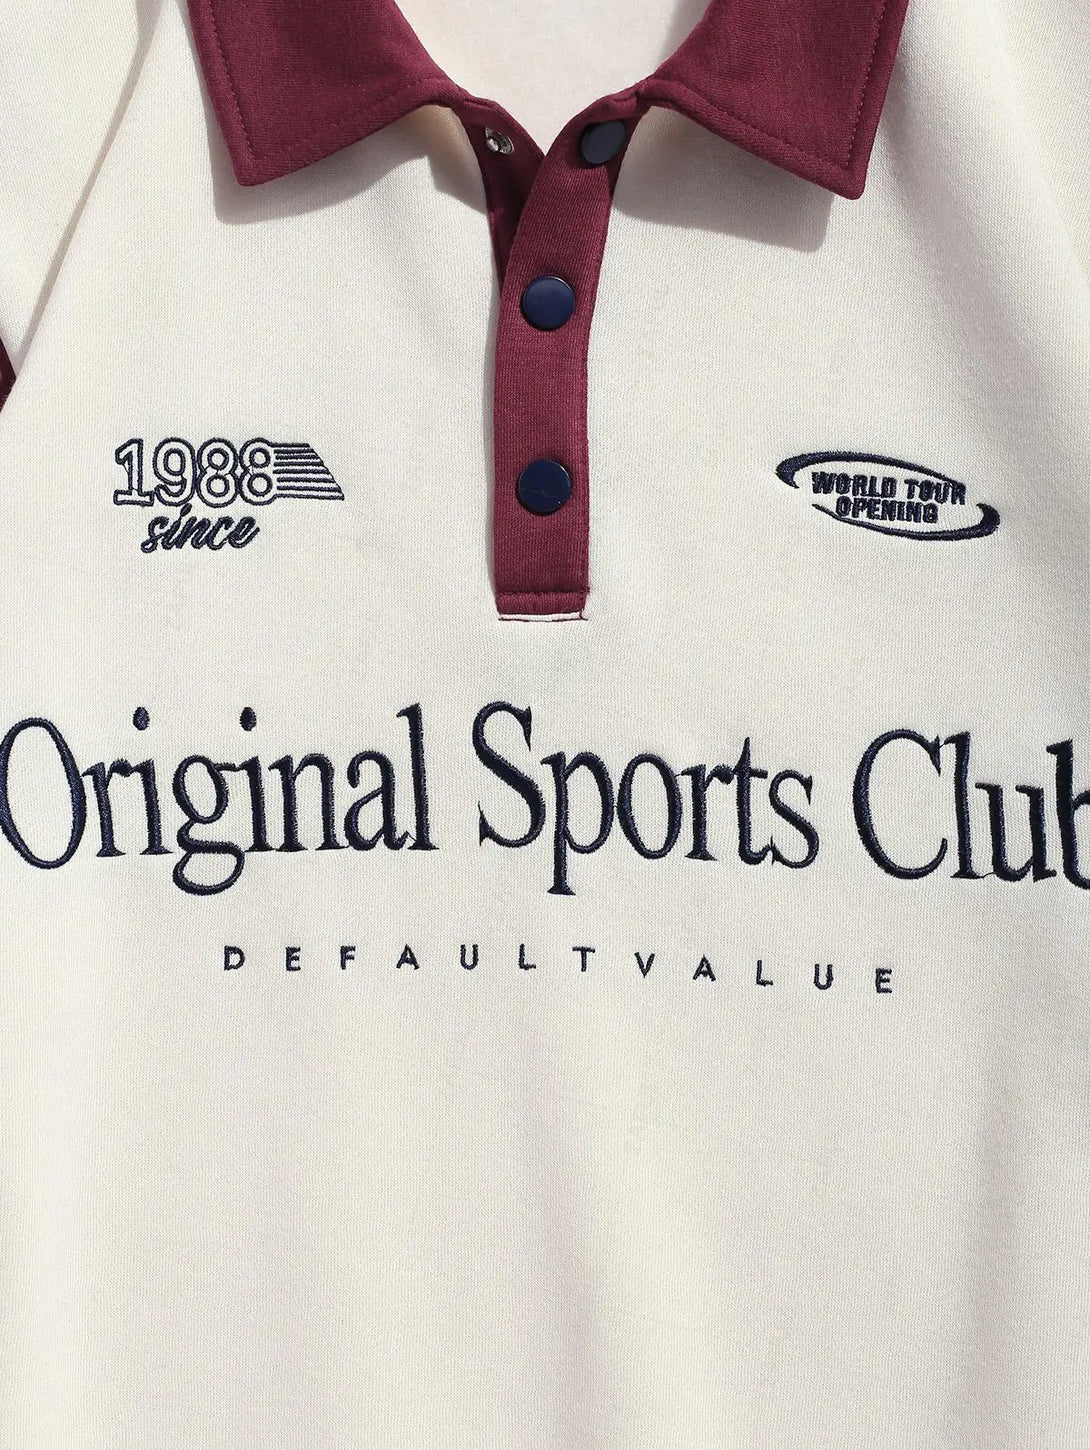 1988
since
WORLD TOUR
OPENING
Original Sports Club
DEFAULTVALUE